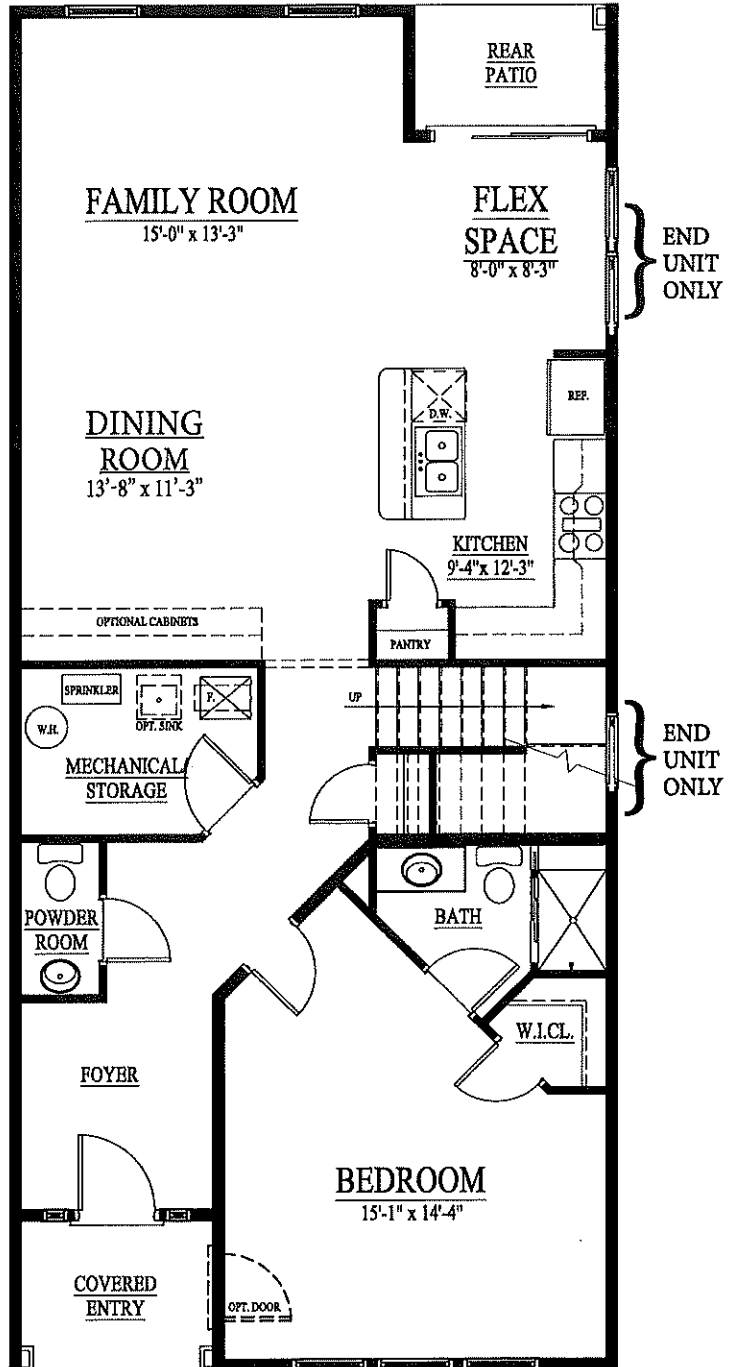 REAR
PATIO
FAMILY ROOM
15'-0" x 13'-3"
FLEX
SPACE
8'-0" x 8'-3"
END
UNIT
ONLY
D.W.
REF.
DINING
ROOM
13'-8" x 11'-3"
KITCHEN
9'-4" x 12'-3"
OPTIONAL CABINETS
PANTRY
SPRINKLER
W.H.
OPT. SINK
F.
UP
MECHANICAL/
STORAGE
END
UNIT
ONLY
POWDER
ROOM
BATH
W.I.CL.
FOYER
BEDROOM
15'-1" x 14'-4"
COVERED
ENTRY
OPT. DOOR